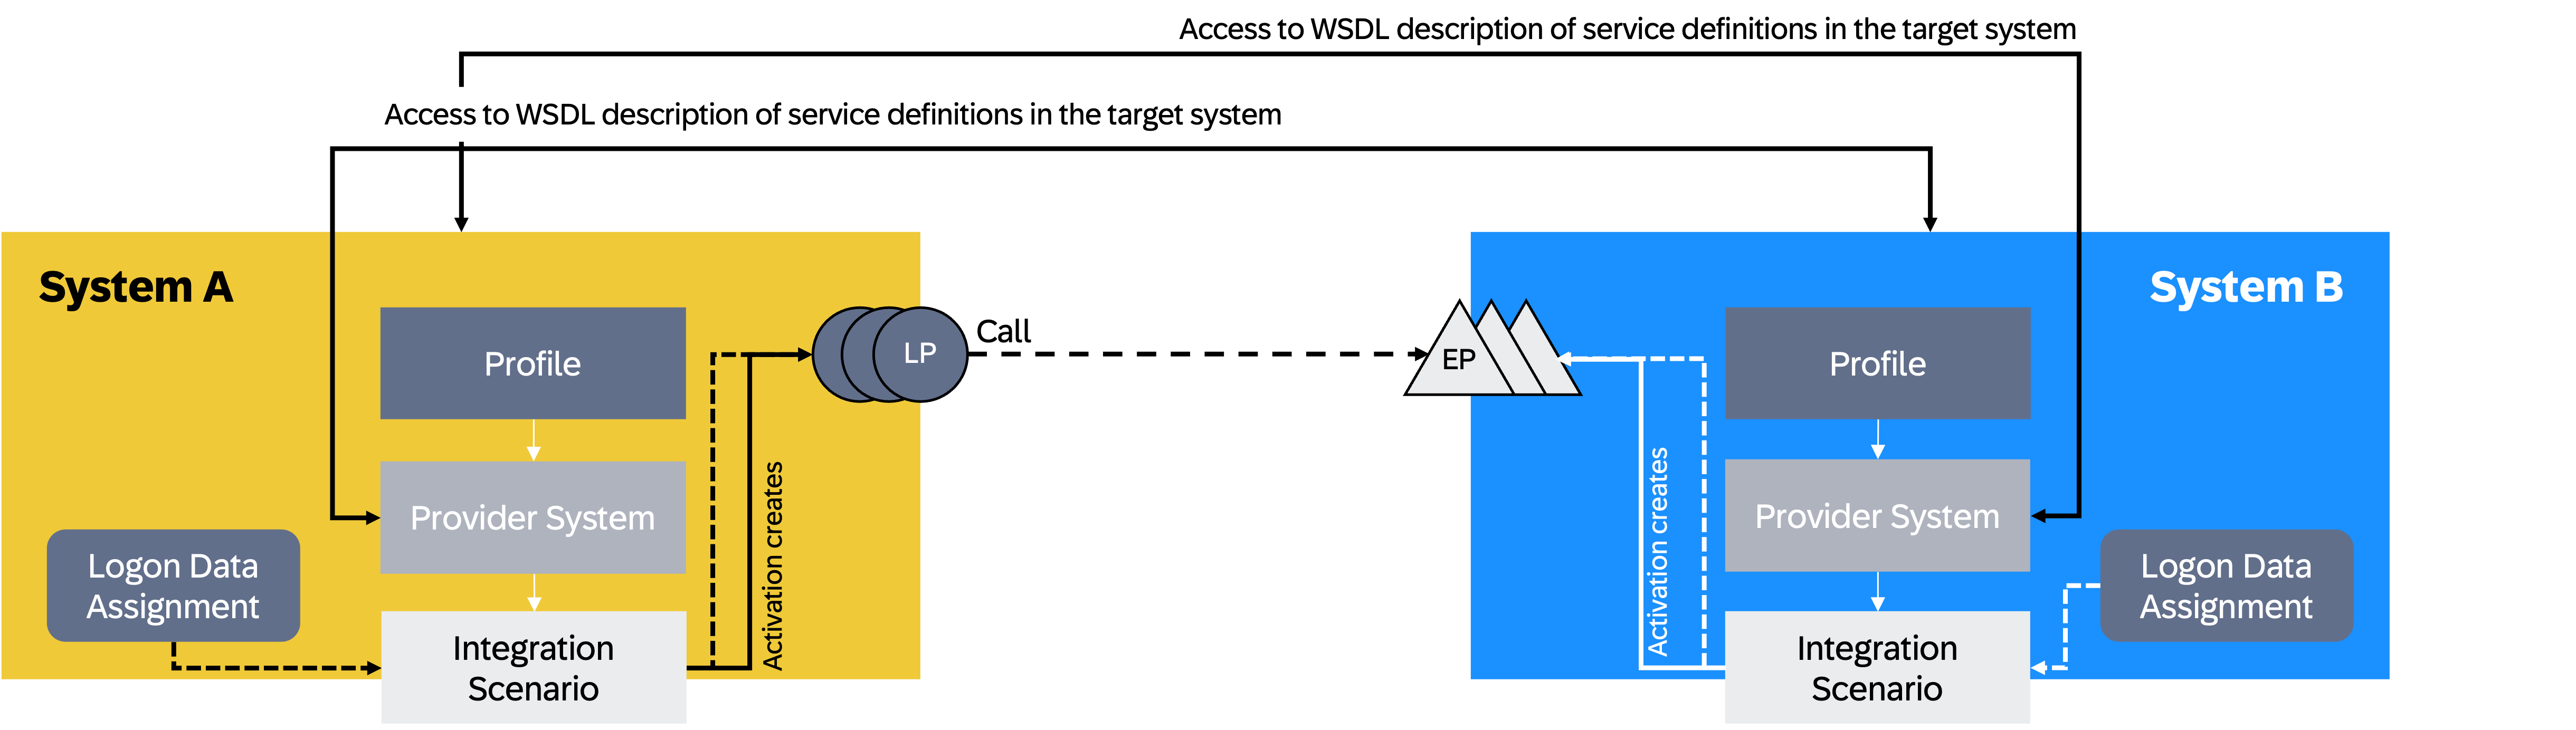 Access to WSDL description of service definitions in the target system
Access to WSDL description of service definitions in the target system
System A
Profile
Provider System
Logon Data
Assignment
Integration
Scenario
Activation creates
LP
Call
EP
System B
Profile
Provider System
Logon Data
Assignment
Integration
Scenario
Activation creates